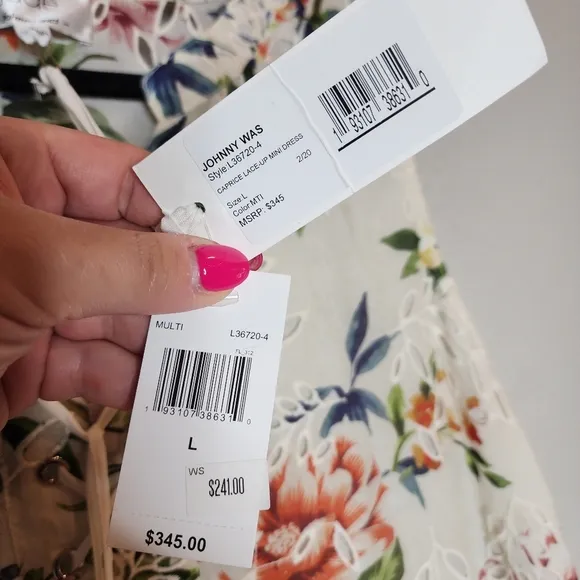 JOHNNY WAS
Style L36720-4
CAPRICE LACE-UP MINI DRESS
2/20
Size L
Color MTI
MSRP: $345
1 93107 38631 0
MULTI L36720-4
1 93107 38631 0
L
WS
$241.00
$345.00